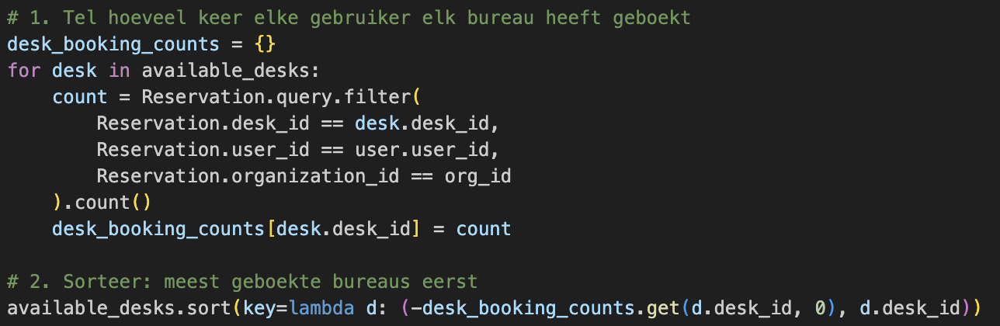 # 1. Tel hoeveel keer elke gebruiker elk bureau heeft geboekt
desk_booking_counts = {}
for desk in available_desks:
    count = Reservation.query.filter(
        Reservation.desk_id == desk.desk_id,
        Reservation.user_id == user.user_id,
        Reservation.organization_id == org_id
    ).count()
    desk_booking_counts[desk.desk_id] = count

# 2. Sorteer: meest geboekte bureaus eerst
available_desks.sort(key=lambda d: (-desk_booking_counts.get(d.desk_id, 0), d.desk_id))